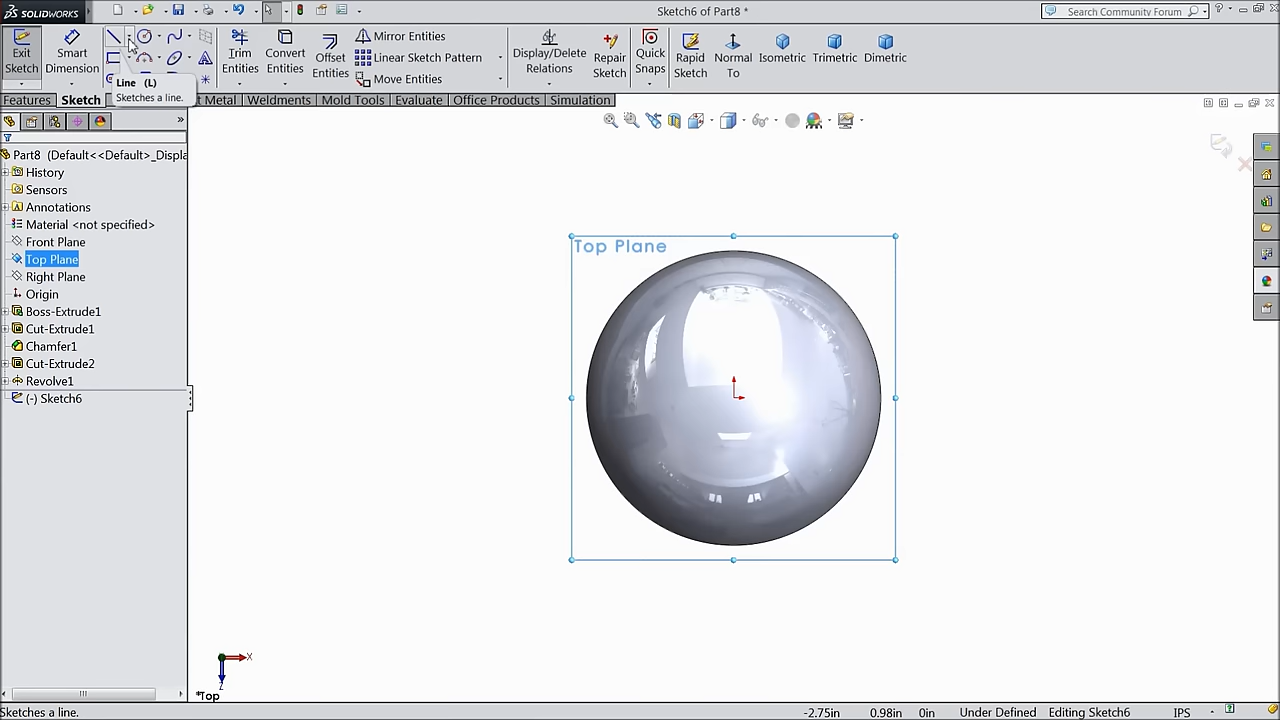 SOLIDWORKS
Sketch6 of Part8 *
Search Community Forum
?
Exit Sketch
Smart Dimension
Trim Entities
Convert Entities
Offset Entities
Mirror Entities
Linear Sketch Pattern
Move Entities
Display/Delete Relations
Repair Sketch
Quick Snaps
Rapid Sketch
Normal To
Isometric
Trimetric
Dimetric
Line (L)
Sketches a line.
Features
Sketch
t Metal
Weldments
Mold Tools
Evaluate
Office Products
Simulation
Part8 (Default<<Default>_Displa
History
Sensors
Annotations
Material <not specified>
Front Plane
Top Plane
Right Plane
Origin
Boss-Extrude1
Cut-Extrude1
Chamfer1
Cut-Extrude2
Revolve1
(-) Sketch6
Top Plane
X
Z
*Top
Sketches a line.
-2.75in 0.98in 0in Under Defined Editing Sketch6 IPS